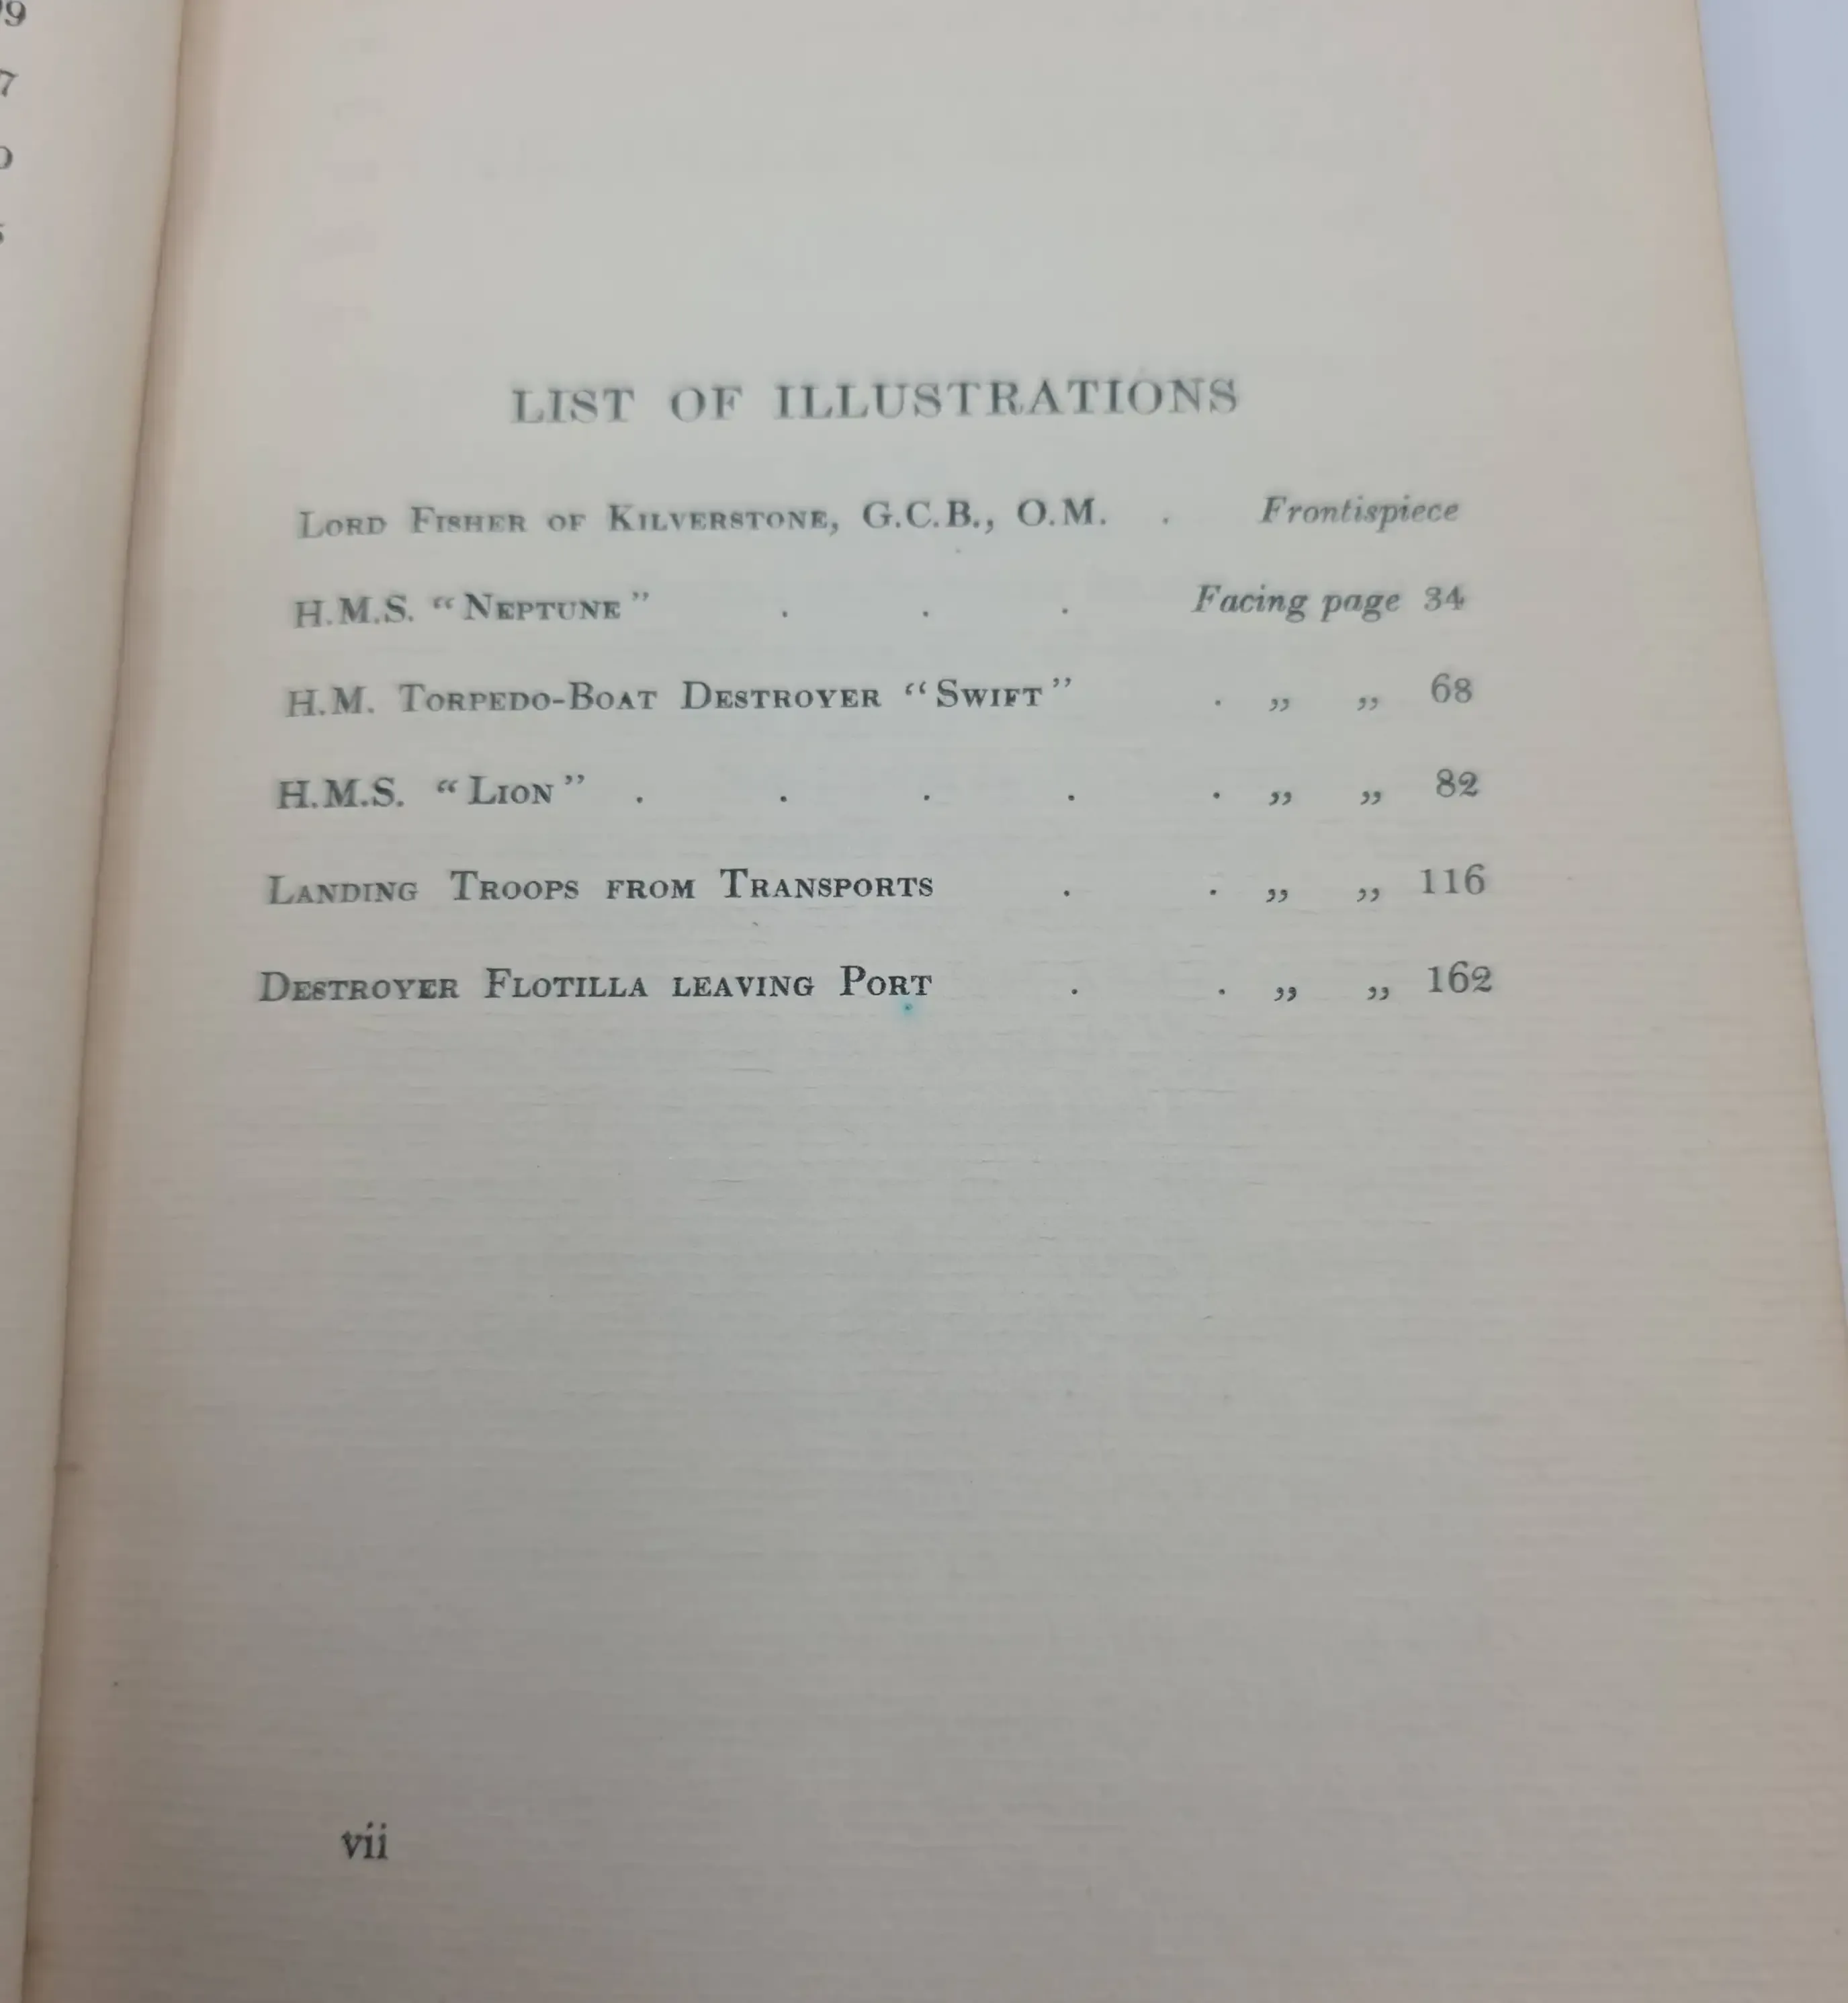 LIST OF ILLUSTRATIONS
LORD FISHER OF KILVERSTONE, G.C.B., O.M. . Frontispiece
H.M.S. “NEPTUNE” . . . Facing page 34
H.M. TORPEDO-BOAT DESTROYER “SWIFT” . ,, ,, 68
H.M.S. “LION” . . . . . ,, ,, 82
LANDING TROOPS FROM TRANSPORTS . . ,, ,, 116
DESTROYER FLOTILLA LEAVING PORT . . ,, ,, 162
vii